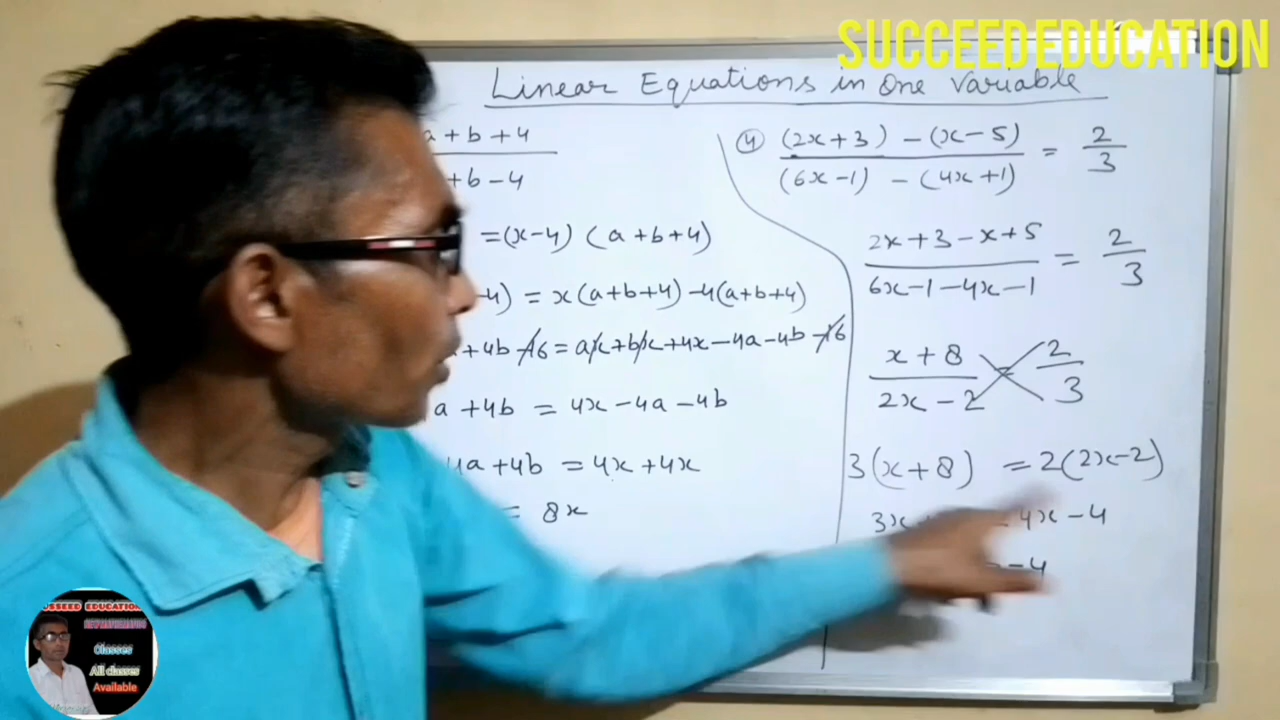 SUCCEED EDUCATION
Linear Equations in One Variable
a + b + 4
+ b - 4
= (x-4) (a+b+4)
-4) = x(a+b+4) -4(a+b+4)
+ 4b - 16 = ax + bx + 4x - 4a - 4b - 16
a + 4b = 4x - 4a - 4b
4a + 4b = 4x + 4x
= 8x
4 (2x+3) - (x-5) / (6x-1) - (4x+1) = 2/3
2x+3-x+5 / 6x-1-4x-1 = 2/3
x+8 / 2x-2 = 2/3
3(x+8) = 2(2x-2)
3x = 4x - 4
- 4
USSEED EDUCATION
Classes
All classes
Available